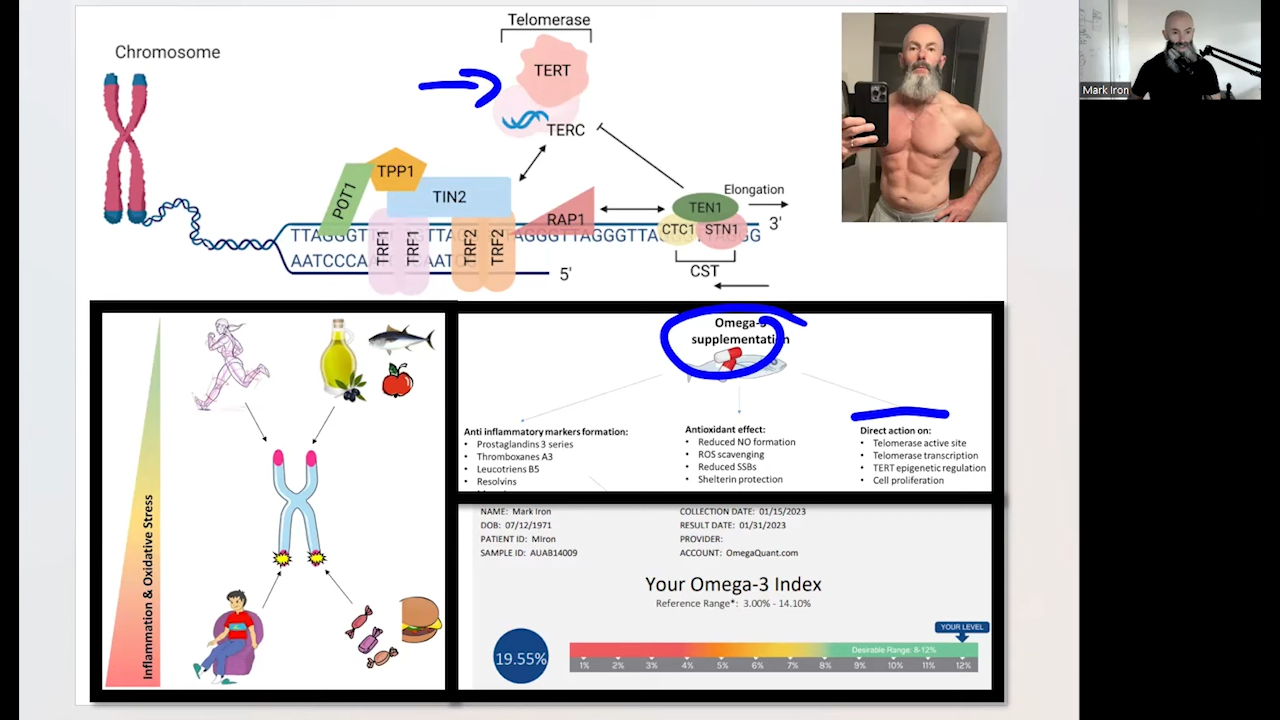 Telomerase
Chromosome
TERT
TERC
TPP1
POT1
TIN2
RAP1
TEN1
Elongation
CTC1
STN1
3'
TRF1
TRF1
TRF2
TRF2
TTAGGGT
AGGGTTAGGGTTA
AATCCCA
5'
CST
Mark Iron
Inflammation & Oxidative Stress
Omega-3
supplementation
Anti inflammatory markers formation:
• Prostaglandins 3 series
• Thromboxanes A3
• Leucotriens B5
• Resolvins
Antioxidant effect:
• Reduced NO formation
• ROS scavenging
• Reduced SSBs
• Shelterin protection
Direct action on:
• Telomerase active site
• Telomerase transcription
• TERT epigenetic regulation
• Cell proliferation
NAME: Mark Iron
DOB: 07/12/1971
PATIENT ID: MIron
SAMPLE ID: AUAB14009
COLLECTION DATE: 01/15/2023
RESULT DATE: 01/31/2023
PROVIDER:
ACCOUNT: OmegaQuant.com
Your Omega-3 Index
Reference Range*: 3.00% - 14.10%
YOUR LEVEL
19.55%
Desirable Range: 8-12%
1% 2% 3% 4% 5% 6% 7% 8% 9% 10% 11% 12%